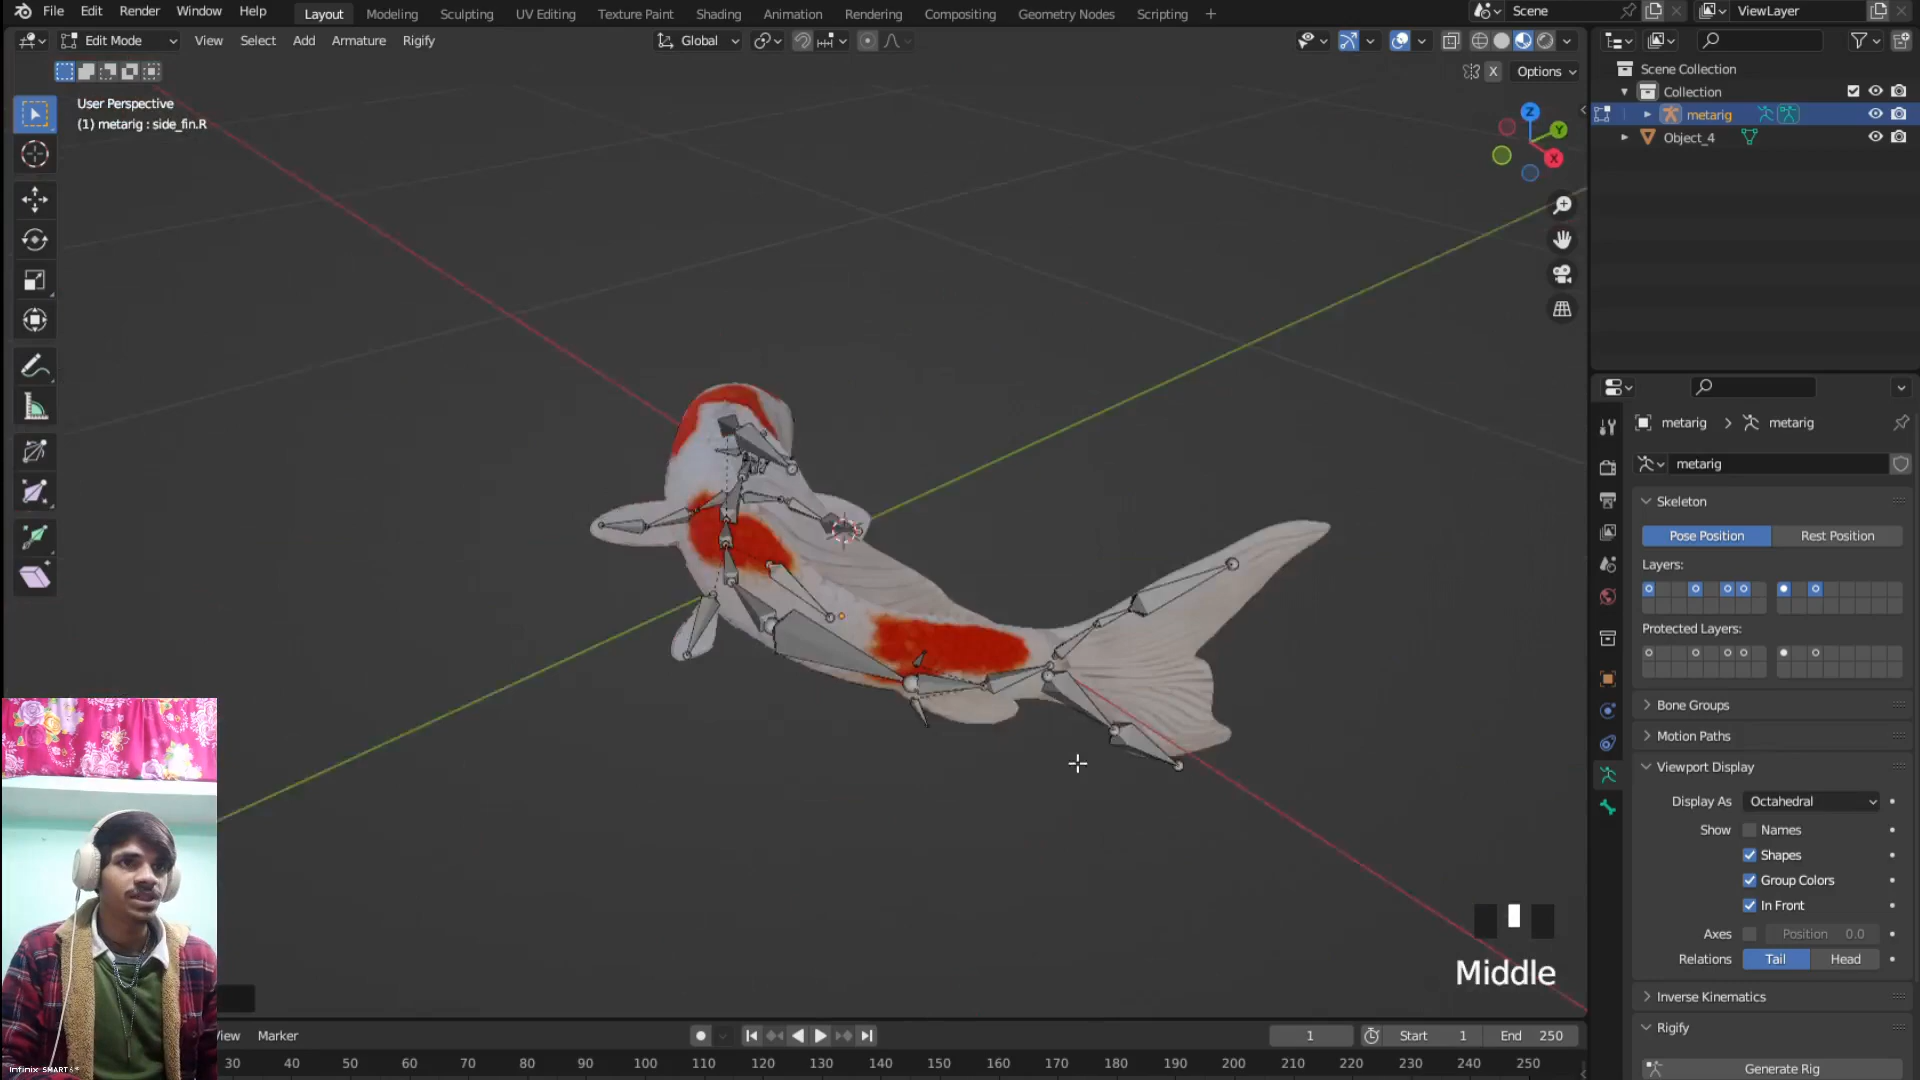 File Edit Render Window Help Layout Modeling Sculpting UV Editing Texture Paint Shading Animation Rendering Compositing Geometry Nodes Scripting + Scene ViewLayer
Edit Mode View Select Add Armature Rigify Global
X Options
User Perspective
(1) metarig : side_fin.R
Scene Collection
Collection
metarig
Object_4
Z
Y
X
metarig > metarig
metarig
Skeleton
Pose Position Rest Position
Layers:
Protected Layers:
Bone Groups
Motion Paths
Viewport Display
Display As Octahedral
Show Names
Shapes
Group Colors
In Front
Axes Position 0.0
Relations Tail Head
Inverse Kinematics
Rigify
Generate Rig
Middle
Marker
1 Start 1 End 250
30 40 50 60 70 80 90 100 110 120 130 140 150 160 170 180 190 200 210 220 230 240 250
Infinix SMART 6